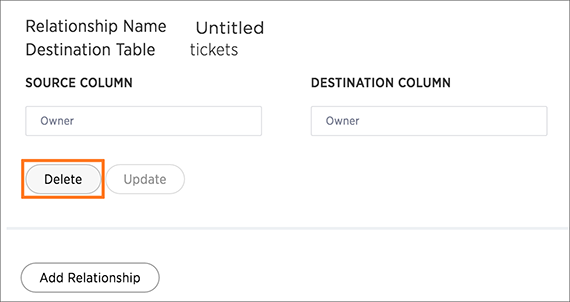 Relationship Name Untitled
Destination Table tickets
SOURCE COLUMN DESTINATION COLUMN
Owner Owner
Delete Update
Add Relationship